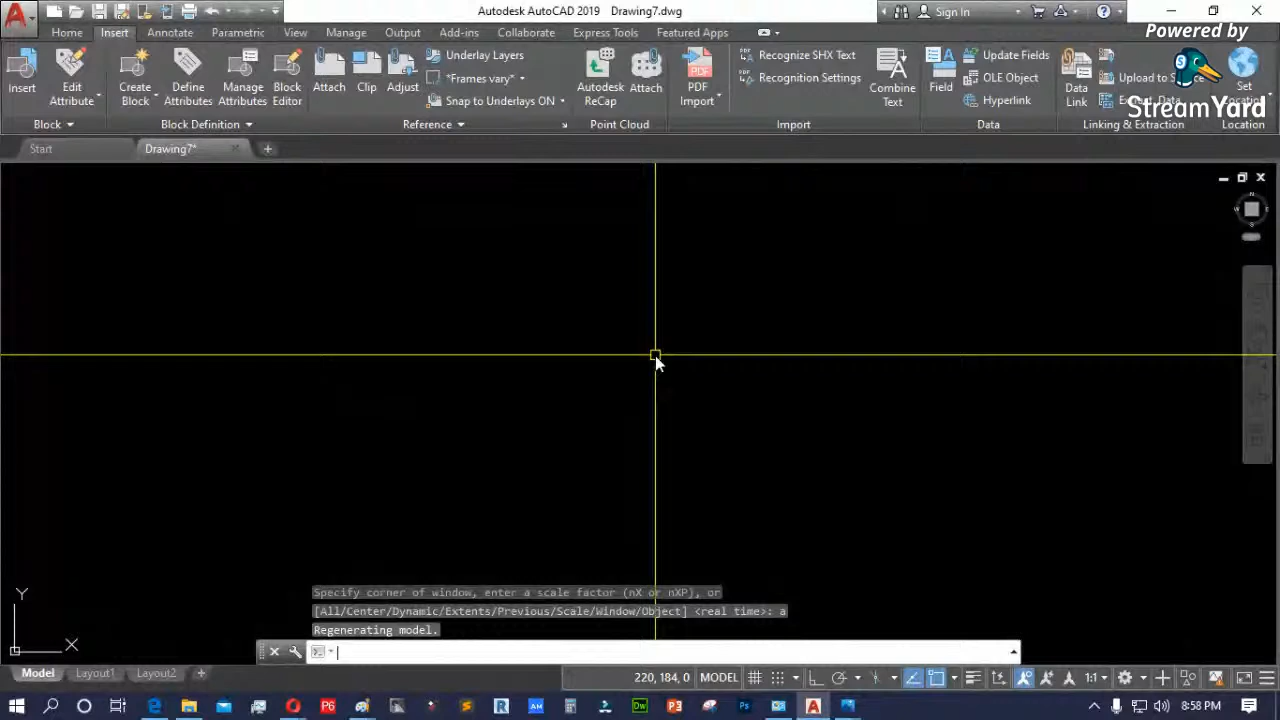 Autodesk AutoCAD 2019 Drawing7.dwg
Sign In
Home Insert Annotate Parametric View Manage Output Add-ins Collaborate Express Tools Featured Apps
Powered by
StreamYard
Insert
Edit Attribute
Create Block
Define Attributes
Manage Attributes
Block Editor
Attach
Clip
Adjust
Underlay Layers
*Frames vary*
Snap to Underlays ON
Autodesk ReCap
Attach
PDF
PDF Import
Recognize SHX Text
Recognition Settings
Combine Text
Field
Update Fields
OLE Object
Hyperlink
Data Link
Upload to
Extract Data
Set
Block
Block Definition
Reference
Point Cloud
Import
Data
Linking & Extraction
Location
Start
Drawing7*
N
Y
X
Specify corner of window, enter a scale factor (nX or nXP), or
[All/Center/Dynamic/Extents/Previous/Scale/Window/Object] <real time>: a
Regenerating model.
Model Layout1 Layout2 +
220, 184, 0 MODEL 1:1
8:58 PM